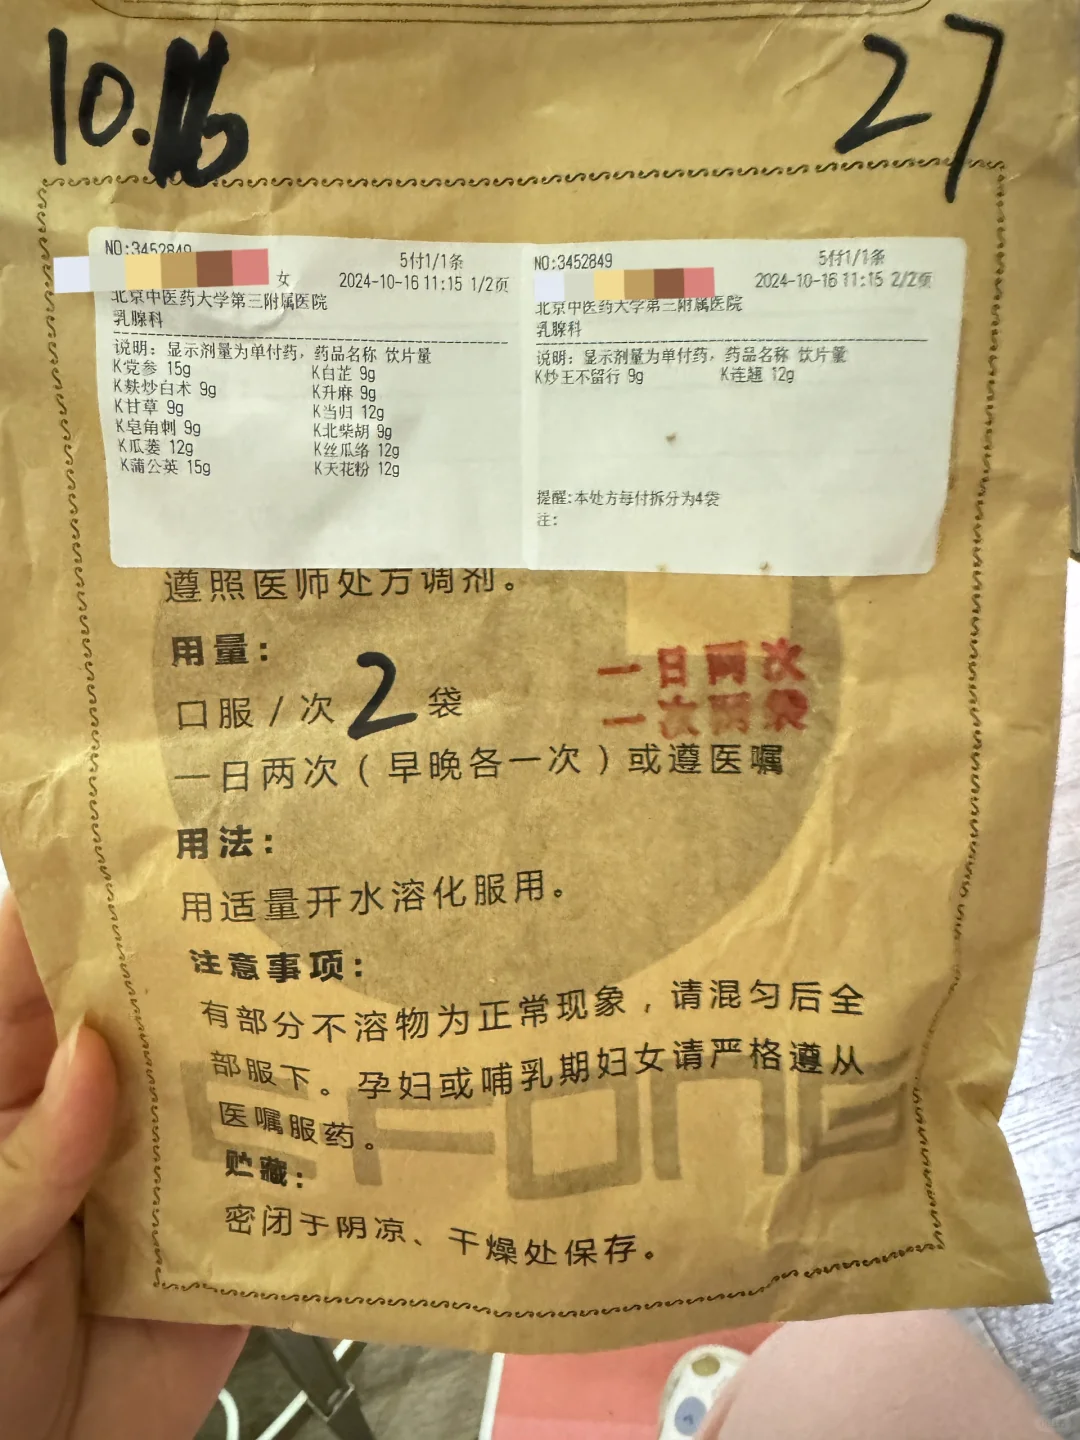 10.16
27
NO:3452849
5付1/1条
女
2024-10-16 11:15 1/2页
北京中医药大学第三附属医院
乳腺科
说明：显示剂量为单付药，药品名称 饮片量
K党参 15g
K白芷 9g
K麸炒白术 9g
K升麻 9g
K甘草 9g
K当归 12g
K皂角刺 9g
K北柴胡 9g
K瓜蒌 12g
K丝瓜络 12g
K蒲公英 15g
K天花粉 12g
NO:3452849
5付1/1条
2024-10-16 11:15 2/2页
北京中医药大学第三附属医院
乳腺科
说明：显示剂量为单付药，药品名称 饮片量
K炒王不留行 9g
K连翘 12g
提醒:本处方每付拆分为4袋
注:
遵照医师处方调剂。
用量：
口服/次 2 袋
一日两次
一次两袋
一日两次（早晚各一次）或遵医嘱
用法：
用适量开水溶化服用。
注意事项：
有部分不溶物为正常现象，请混匀后全
部服下。孕妇或哺乳期妇女请严格遵从
医嘱服药。
贮藏：
密闭于阴凉、干燥处保存。